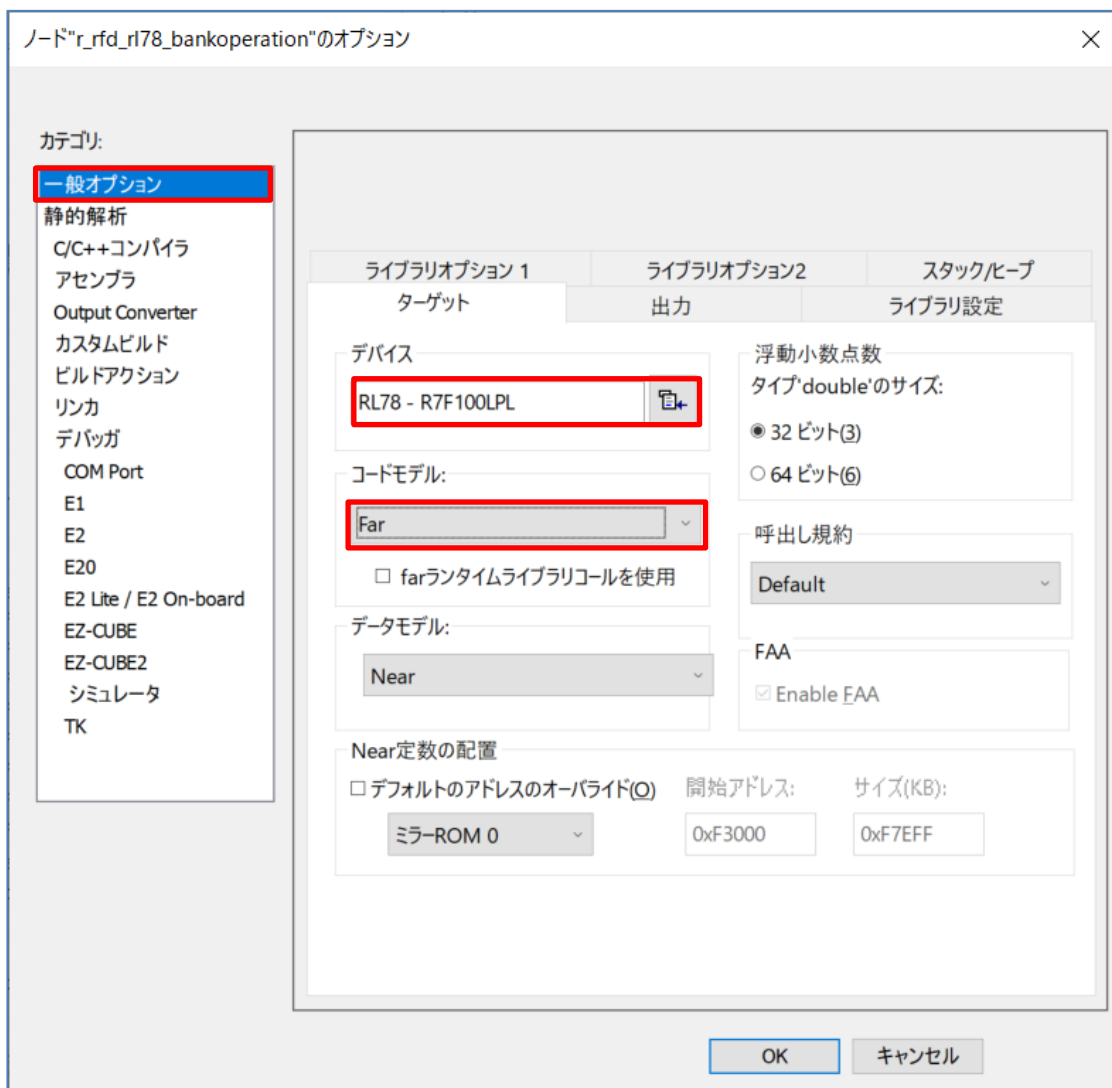 ノード"r_rfd_rl78_bankoperation"のオプション
カテゴリ:
一般オプション
静的解析
C/C++コンパイラ
アセンブラ
Output Converter
カスタムビルド
ビルドアクション
リンカ
デバッガ
COM Port
E1
E2
E20
E2 Lite / E2 On-board
EZ-CUBE
EZ-CUBE2
シミュレータ
TK
ライブラリオプション 1
ライブラリオプション2
スタック/ヒープ
ターゲット
出力
ライブラリ設定
デバイス
RL78 - R7F100LPL
コードモデル:
Far
farランタイムライブラリコールを使用
データモデル:
Near
浮動小数点数
タイプ'double'のサイズ:
32 ビット(3)
64 ビット(6)
呼出し規約
Default
FAA
Enable FAA
Near定数の配置
デフォルトのアドレスのオーバライド(O)
開始アドレス:
サイズ(KB):
ミラーROM 0
0xF3000
0xF7EFF
OK
キャンセル